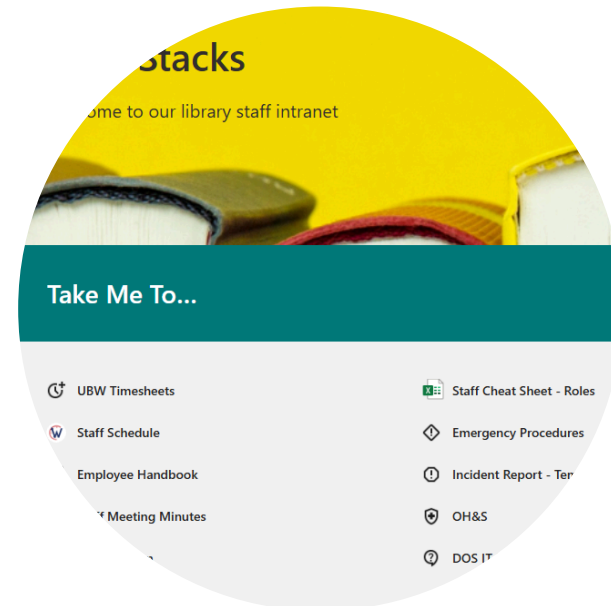 Stacks
ome to our library staff intranet
Take Me To...
UBW Timesheets
Staff Schedule
Employee Handbook
Meeting Minutes
Staff Cheat Sheet - Roles
Emergency Procedures
Incident Report - Tem
OH&S
DOS IT